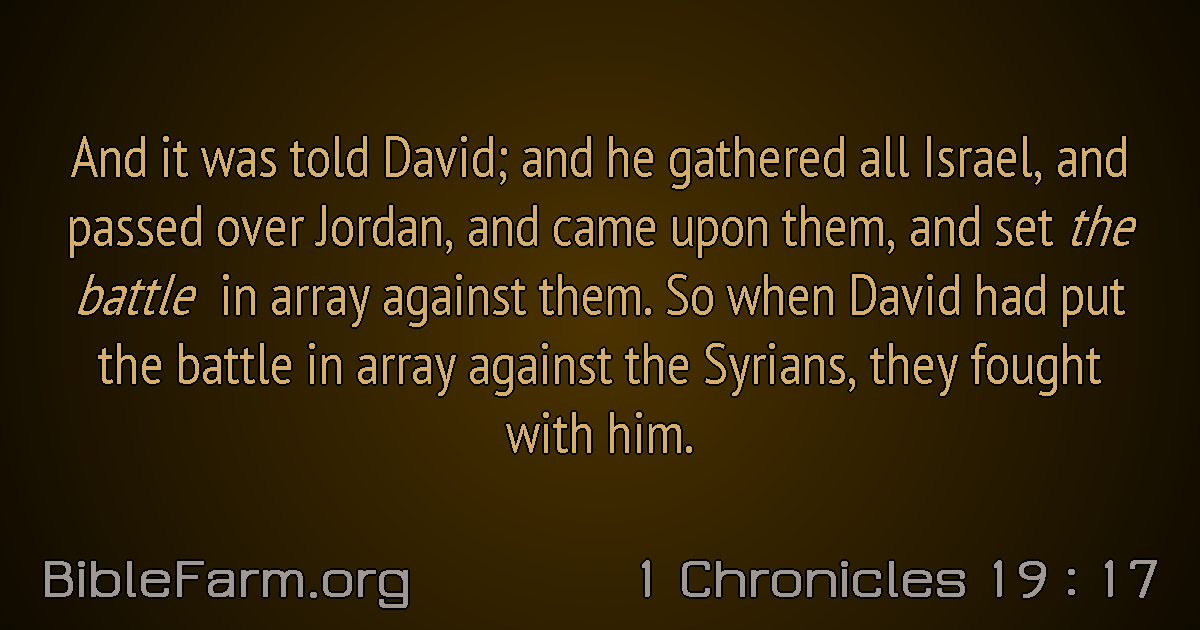 And it was told David; and he gathered all Israel, and
passed over Jordan, and came upon them, and set the
battle in array against them. So when David had put
the battle in array against the Syrians, they fought
with him.
BibleFarm.org
1 Chronicles 19 : 17